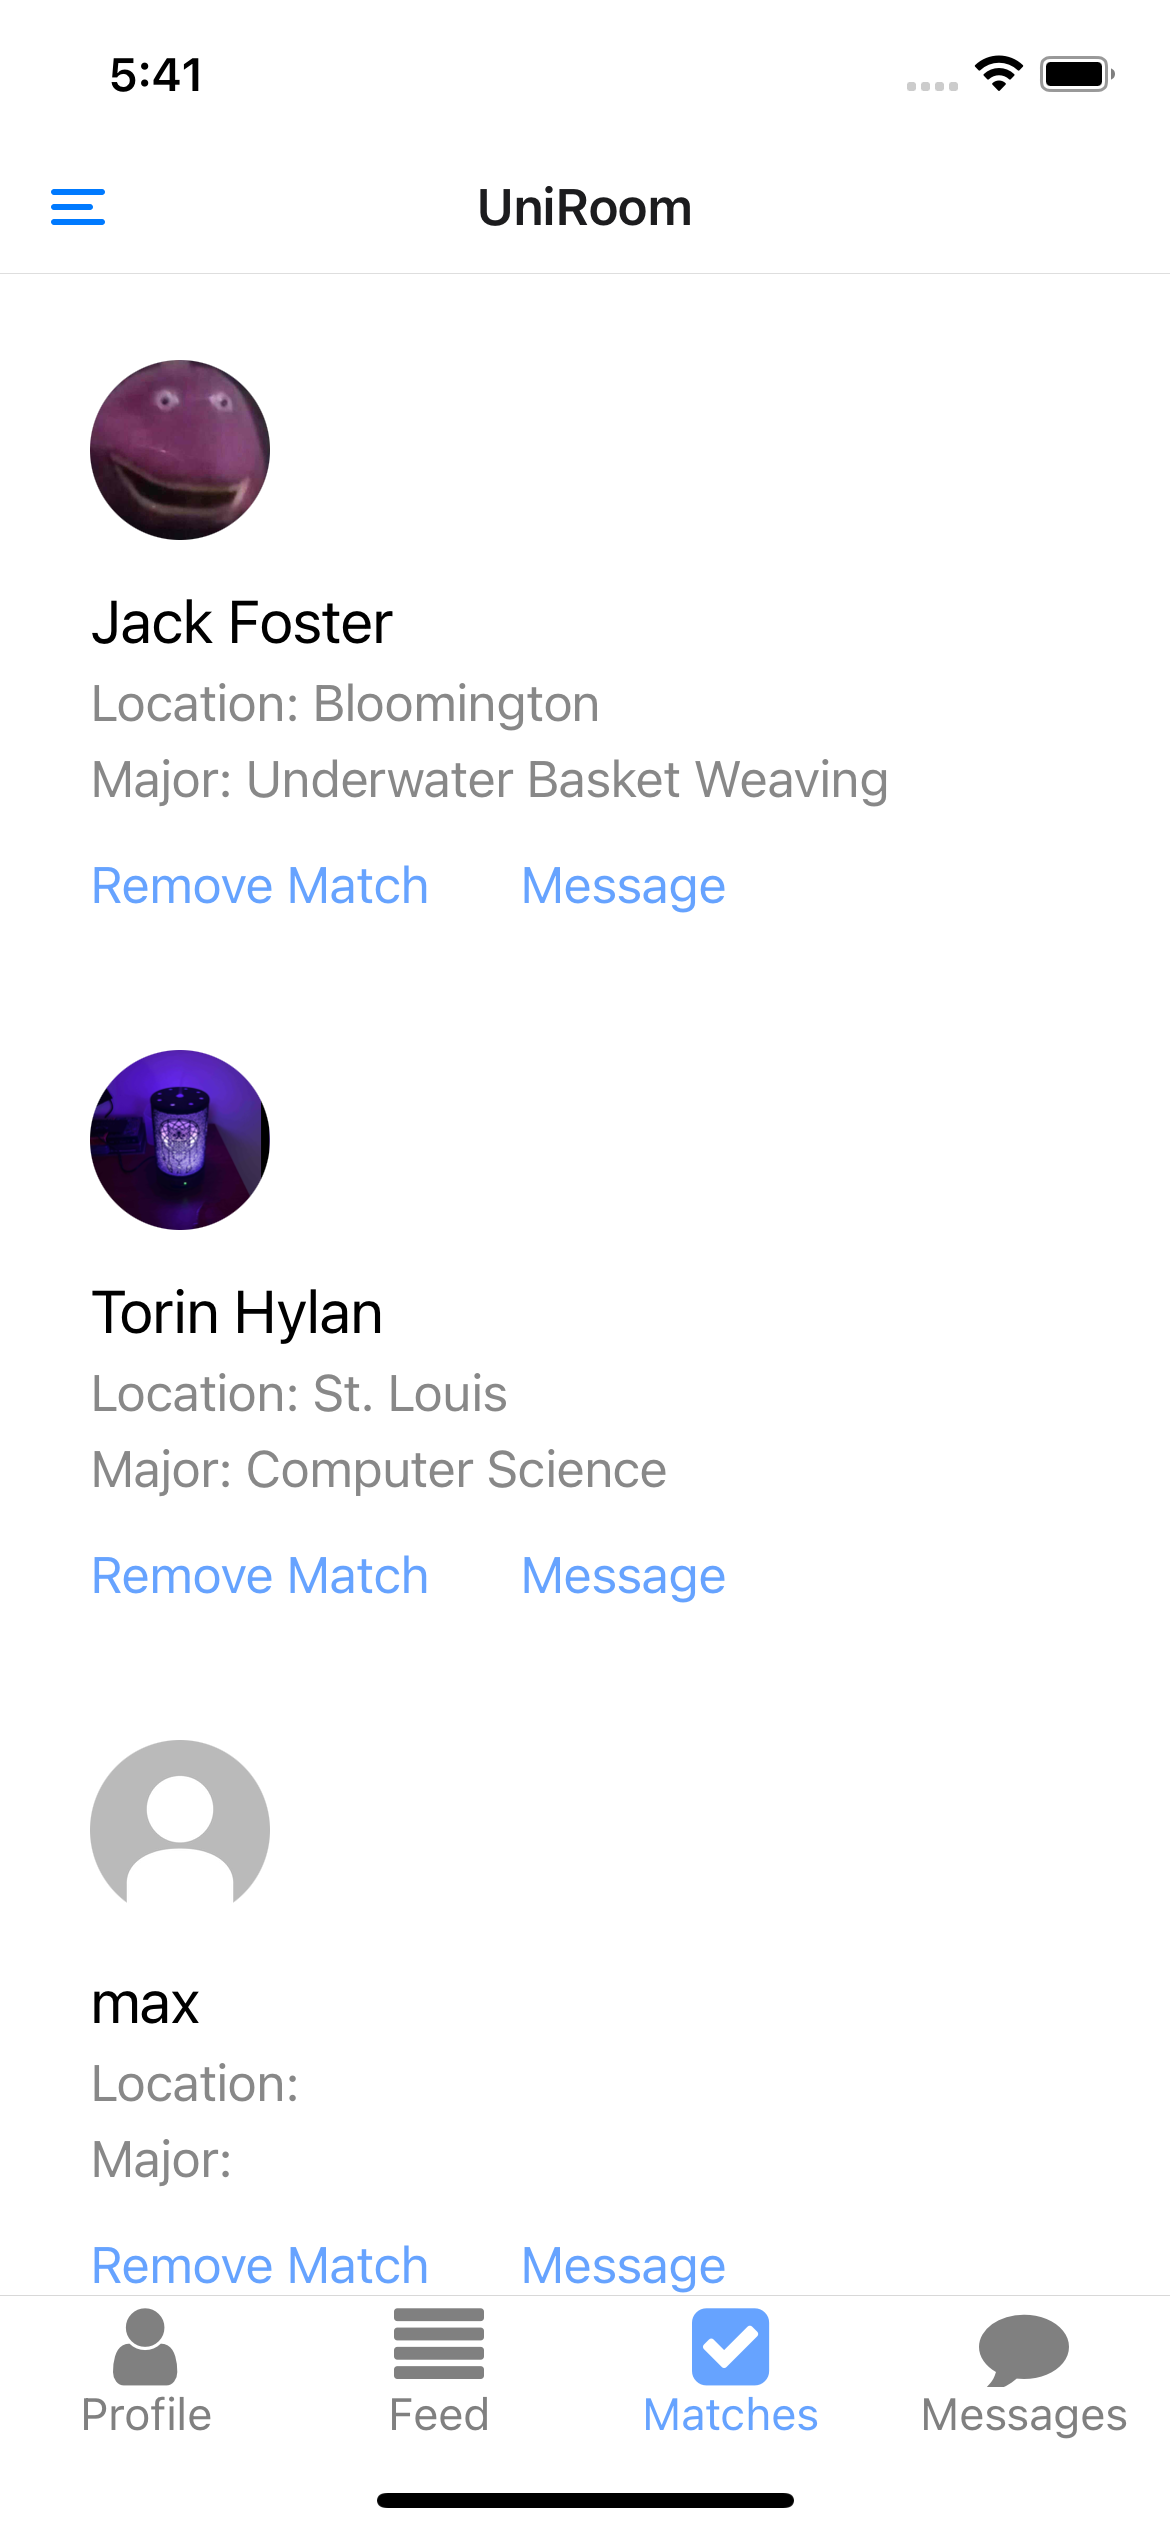 5:41
UniRoom
Jack Foster
Location: Bloomington
Major: Underwater Basket Weaving
Remove Match Message
Torin Hylan
Location: St. Louis
Major: Computer Science
Remove Match Message
max
Location:
Major:
Remove Match Message
Profile Feed Matches Messages